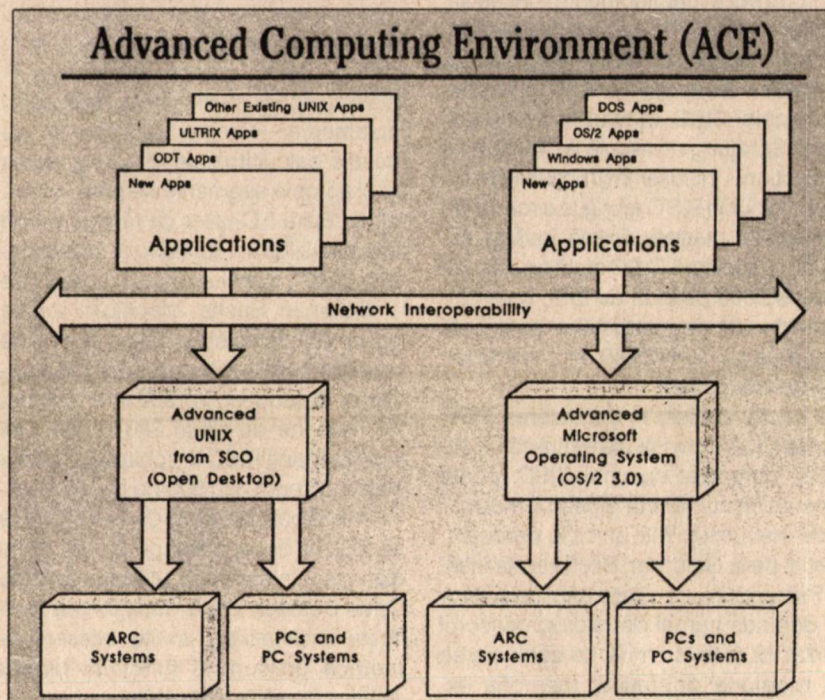 Advanced Computing Environment (ACE)
Other Existing UNIX Apps
ULTRIX Apps
ODT Apps
New Apps
Applications
DOS Apps
OS/2 Apps
Windows Apps
New Apps
Applications
Network Interoperability
Advanced
UNIX
from SCO
(Open Desktop)
Advanced
Microsoft
Operating System
(OS/2 3.0)
ARC
Systems
PCs and
PC Systems
ARC
Systems
PCs and
PC Systems